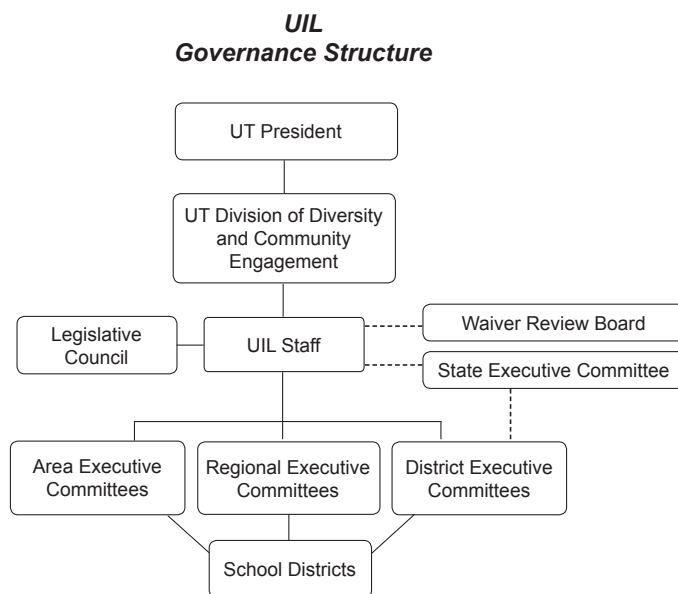 UIL
Governance Structure
UT President
UT Division of Diversity
and Community
Engagement
Legislative
Council
UIL Staff
Waiver Review Board
State Executive Committee
Area Executive
Committees
Regional Executive
Committees
District Executive
Committees
School Districts